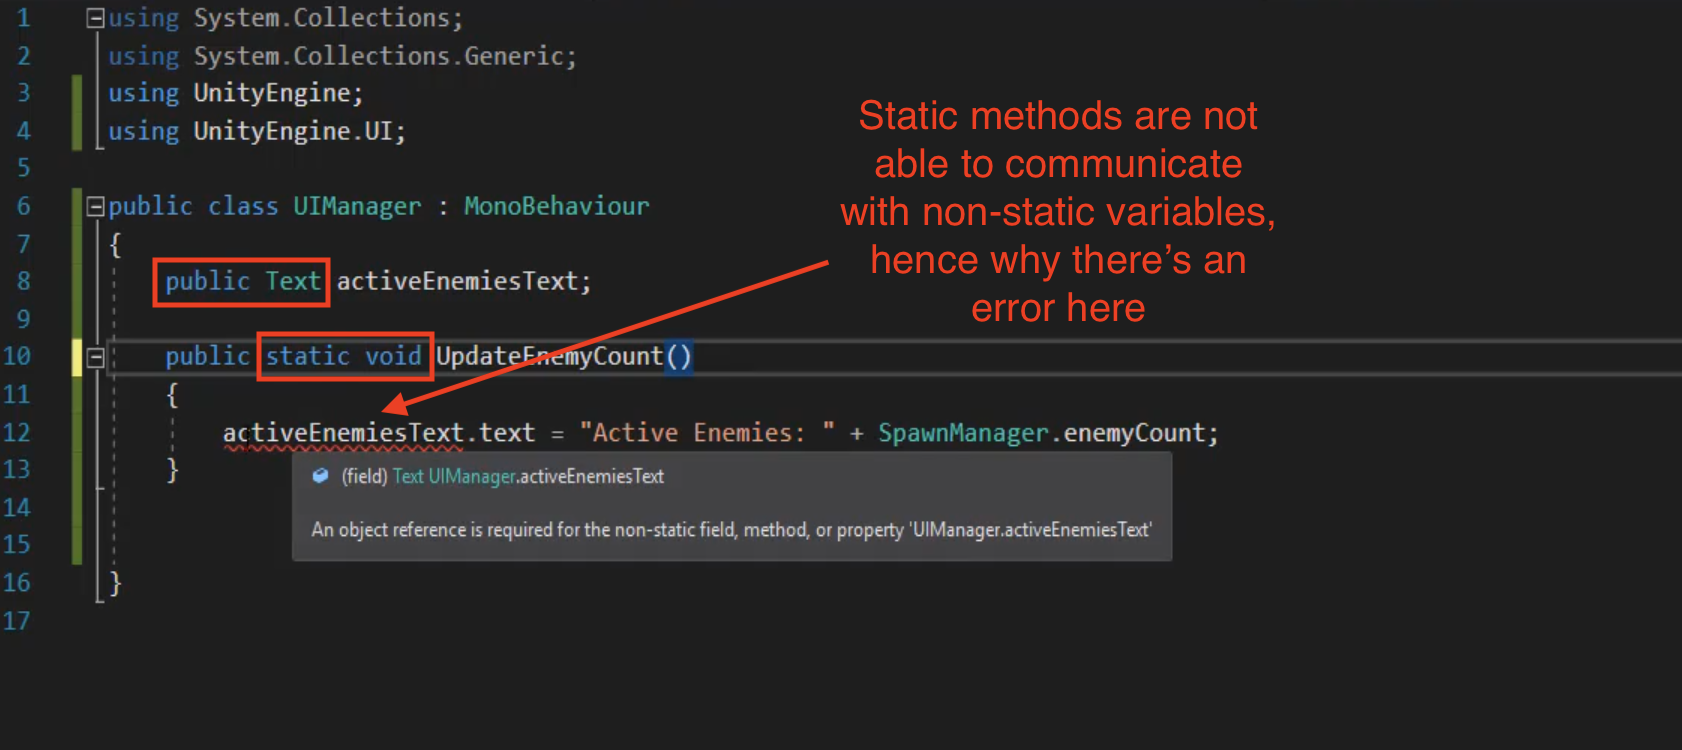 1 using System.Collections;
2 using System.Collections.Generic;
3 using UnityEngine;
4 using UnityEngine.UI;
5
6 public class UIManager : MonoBehaviour
7 {
8 public Text activeEnemiesText;
9
10 public static void UpdateEnemyCount()
11 {
12 activeEnemiesText.text = "Active Enemies: " + SpawnManager.enemyCount;
13 }
14
15
16 }
17
(field) Text UIManager.activeEnemiesText
An object reference is required for the non-static field, method, or property 'UIManager.activeEnemiesText'
Static methods are not
able to communicate
with non-static variables,
hence why there’s an
error here